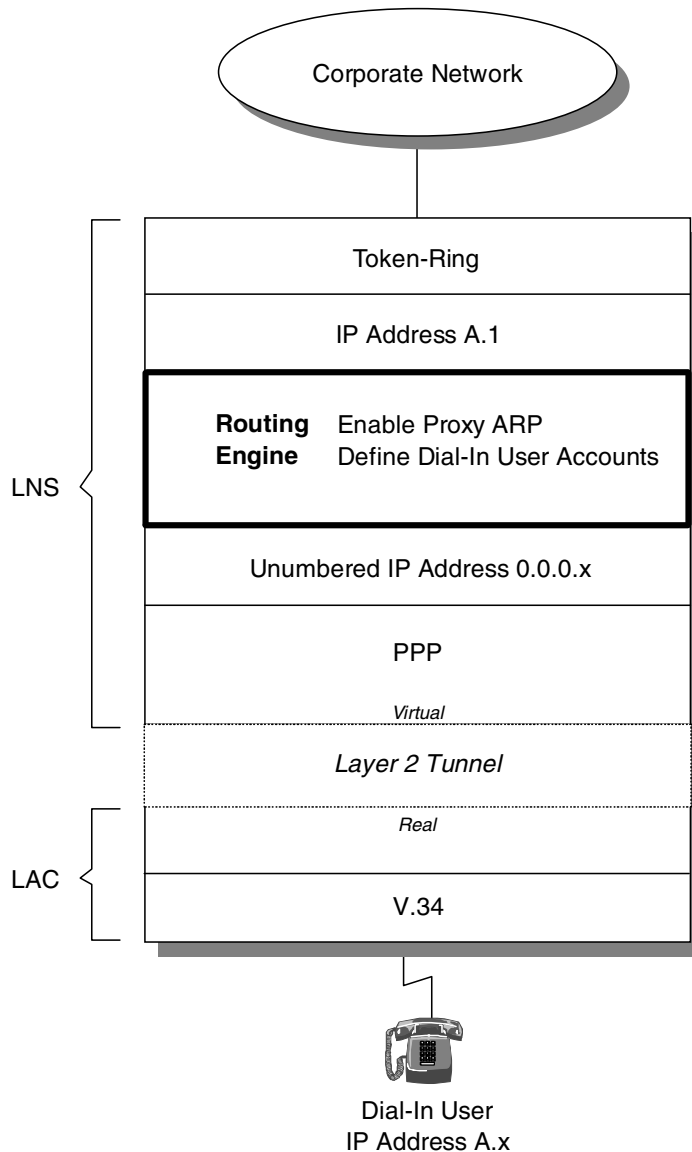 Corporate Network
Token-Ring
IP Address A.1
Routing Enable Proxy ARP
Engine Define Dial-In User Accounts
LNS
Unumbered IP Address 0.0.0.x
PPP
Virtual
Layer 2 Tunnel
Real
LAC
V.34
Dial-In User
IP Address A.x